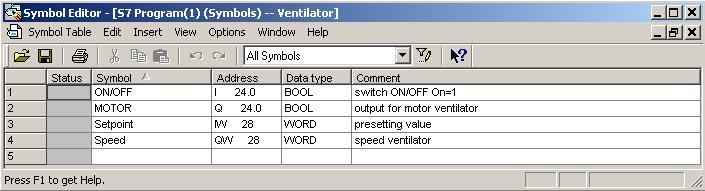 Symbol Editor - [S7 Program(1) (Symbols) -- Ventilator]
Symbol Table Edit Insert View Options Window Help
All Symbols
Status Symbol Address Data type Comment
1 ON/OFF I 24.0 BOOL switch ON/OFF On=1
2 MOTOR Q 24.0 BOOL output for motor ventilator
3 Setpoint IW 28 WORD presetting value
4 Speed QW 28 WORD speed ventilator
5
Press F1 to get Help.